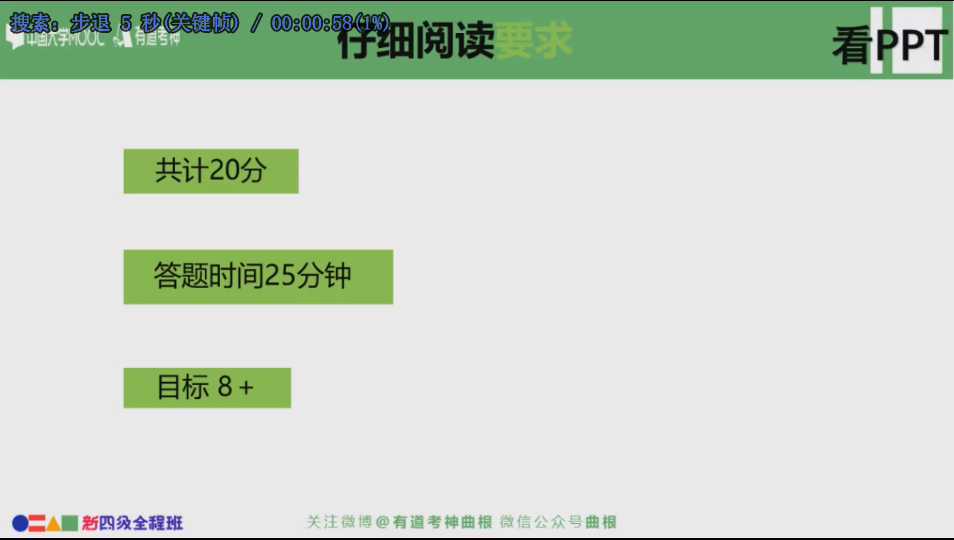 搜索: 步退 5 秒(关键帧) / 00:00:58(1%)
中国大学MOOC 有道考神
仔细阅读要求
看PPT
共计20分
答题时间25分钟
目标 8+
新四级全程班
关注微博@有道考神曲根 微信公众号曲根